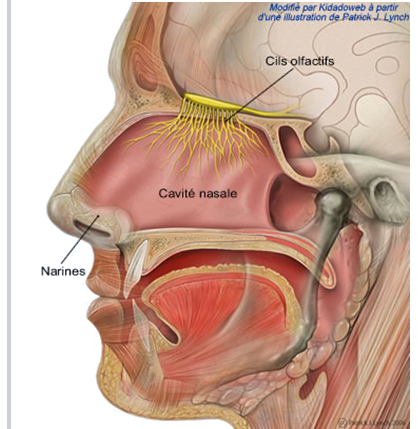 Modifié par Kidadoweb à partir
d'une illustration de Patrick J. Lynch
Cils olfactifs
Cavité nasale
Narines
© Patrick J. Lynch 2006